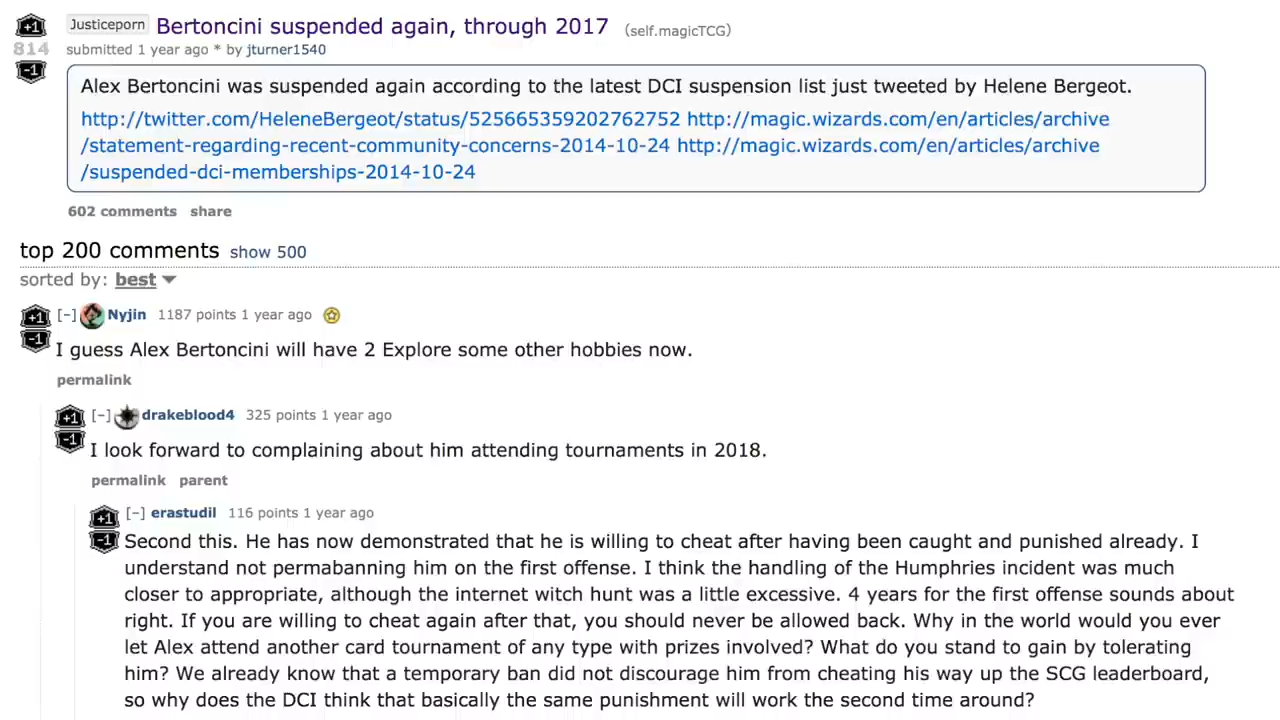 Justiceporn Bertoncini suspended again, through 2017 (self.magicTCG)
+1
814
-1
submitted 1 year ago * by jturner1540
Alex Bertoncini was suspended again according to the latest DCI suspension list just tweeted by Helene Bergeot.
http://twitter.com/HeleneBergeot/status/525665359202762752 http://magic.wizards.com/en/articles/archive
/statement-regarding-recent-community-concerns-2014-10-24 http://magic.wizards.com/en/articles/archive
/suspended-dci-memberships-2014-10-24
602 comments share
top 200 comments show 500
sorted by: best
+1
-1
[-] Nyjin 1187 points 1 year ago
I guess Alex Bertoncini will have 2 Explore some other hobbies now.
permalink
+1
-1
[-] drakeblood4 325 points 1 year ago
I look forward to complaining about him attending tournaments in 2018.
permalink parent
+1
-1
[-] erastudil 116 points 1 year ago
Second this. He has now demonstrated that he is willing to cheat after having been caught and punished already. I
understand not permabanning him on the first offense. I think the handling of the Humphries incident was much
closer to appropriate, although the internet witch hunt was a little excessive. 4 years for the first offense sounds about
right. If you are willing to cheat again after that, you should never be allowed back. Why in the world would you ever
let Alex attend another card tournament of any type with prizes involved? What do you stand to gain by tolerating
him? We already know that a temporary ban did not discourage him from cheating his way up the SCG leaderboard,
so why does the DCI think that basically the same punishment will work the second time around?